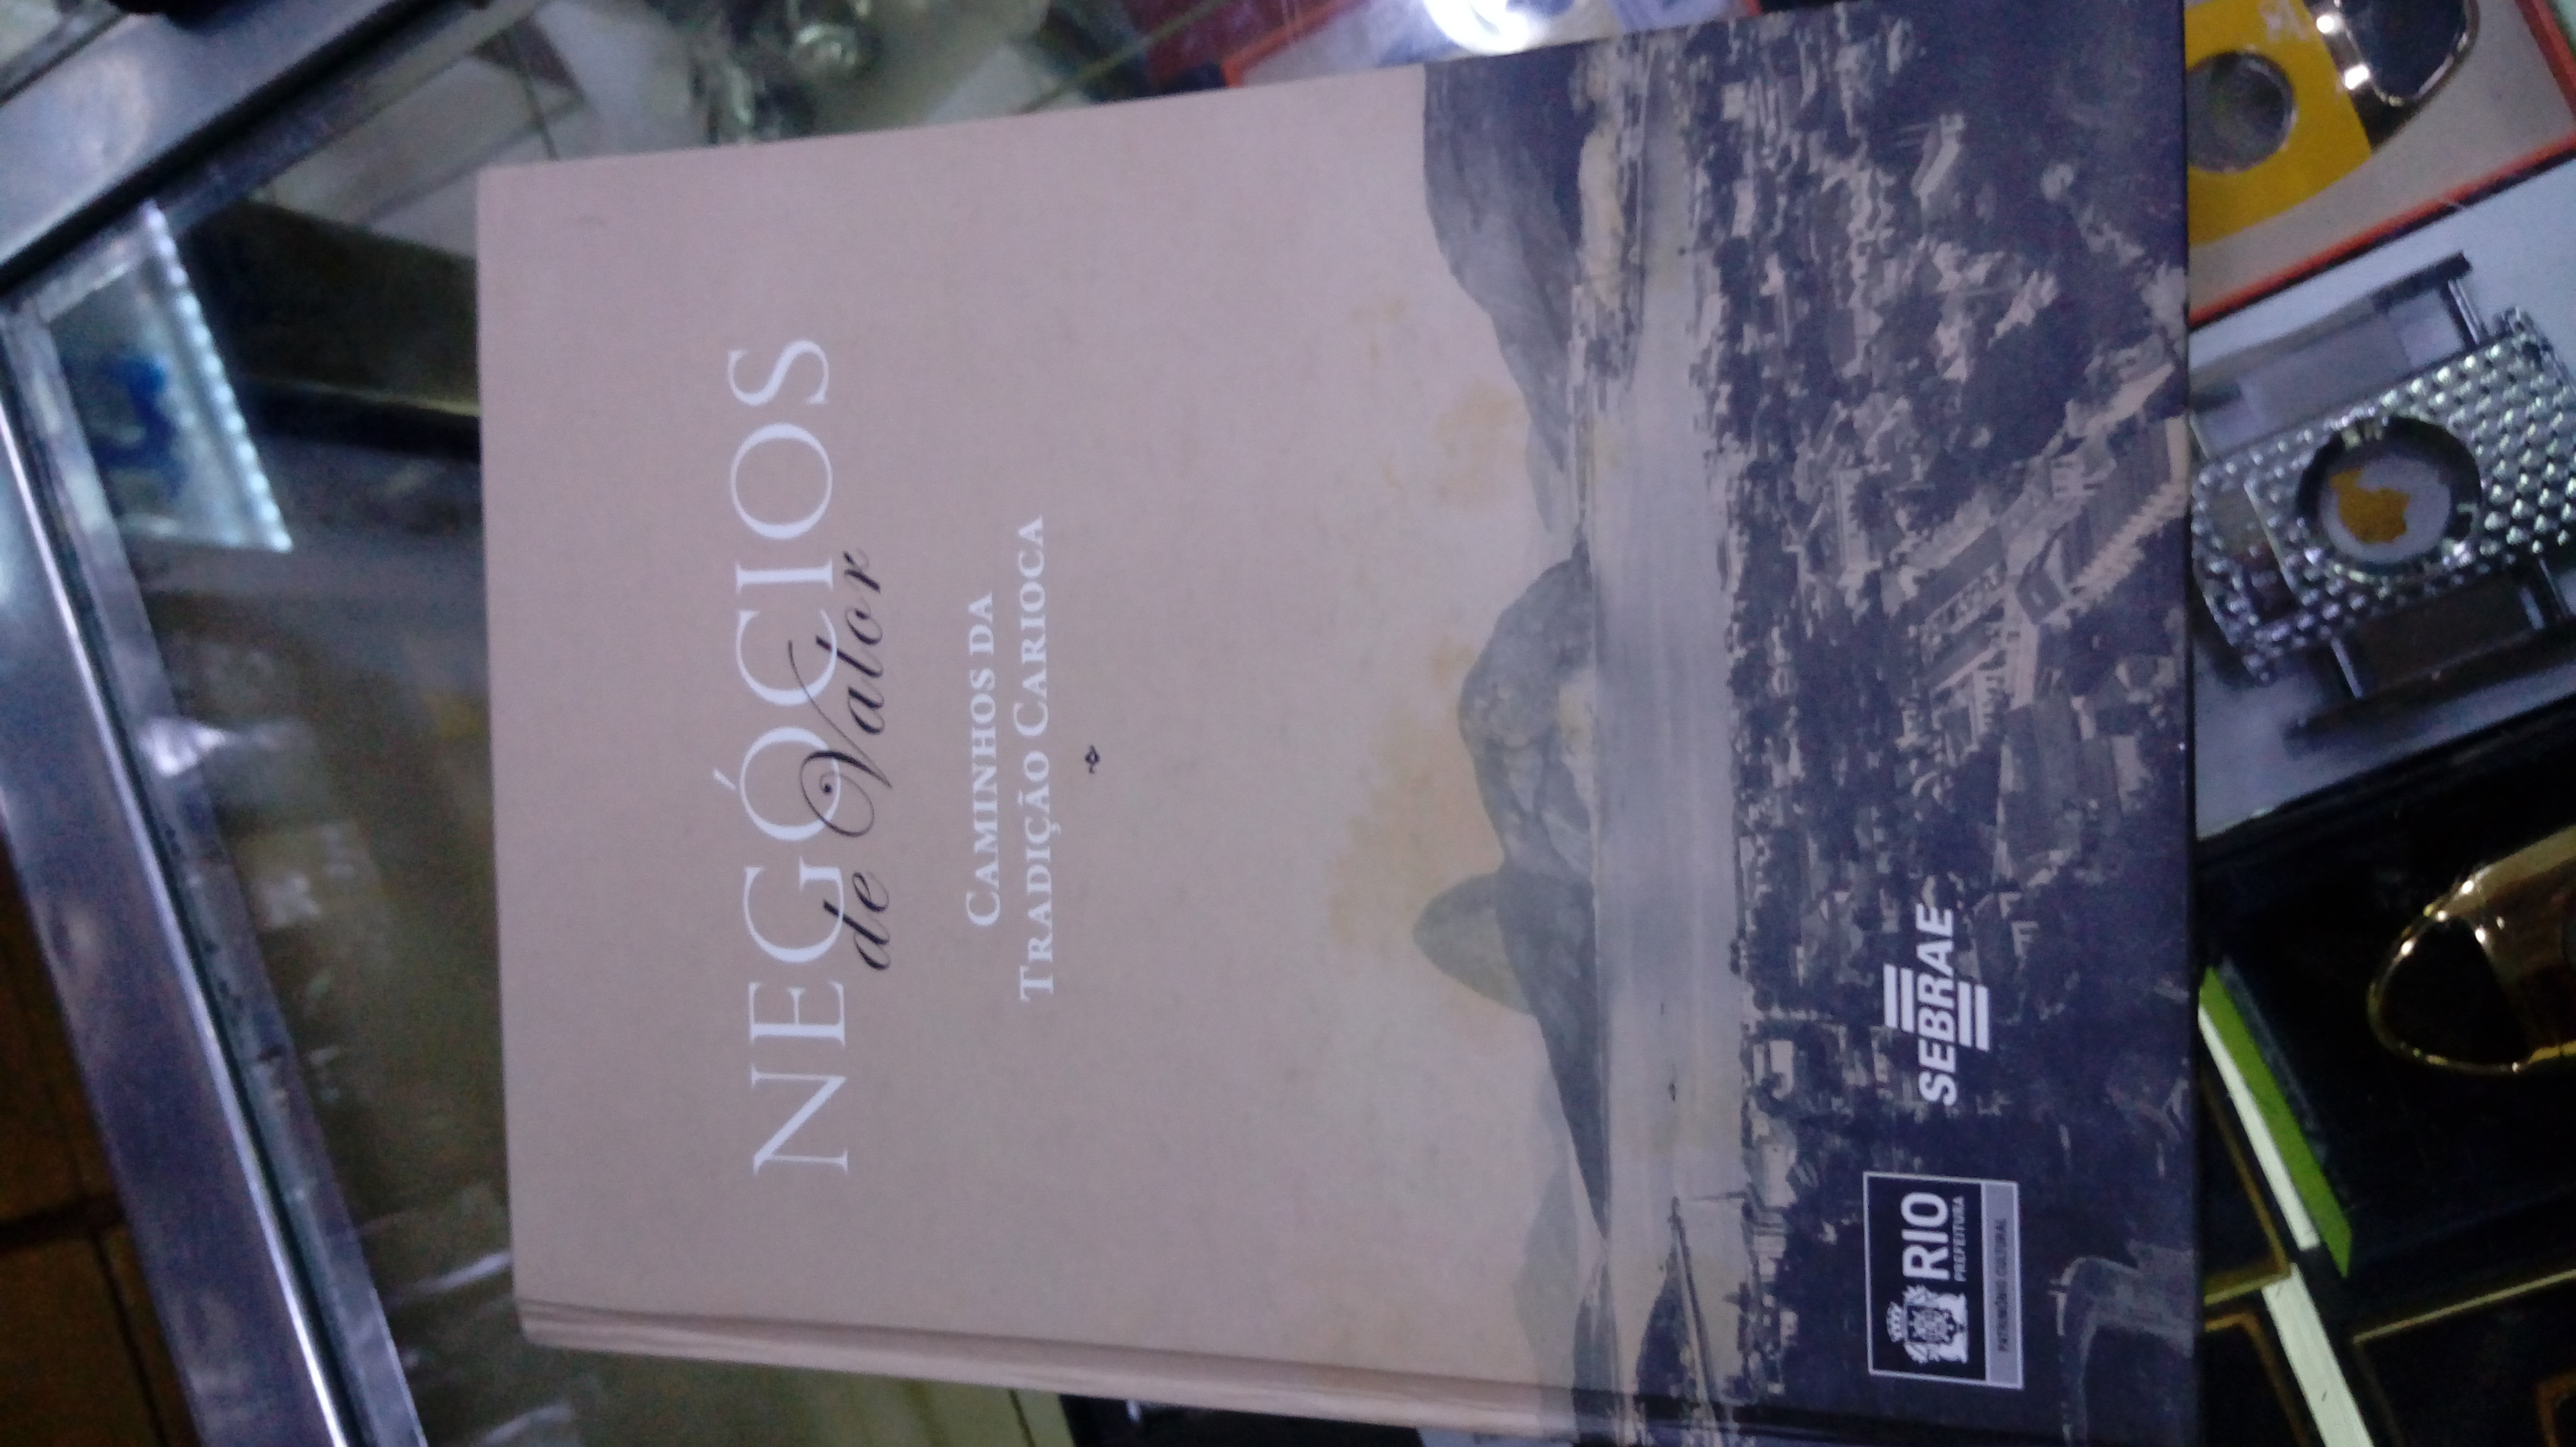 NEGÓCIOS
de Valor
CAMINHOS DA
TRADIÇÃO CARIOCA
RIO
PREFEITURA
PATRIMÔNIO CULTURAL
SEBRAE